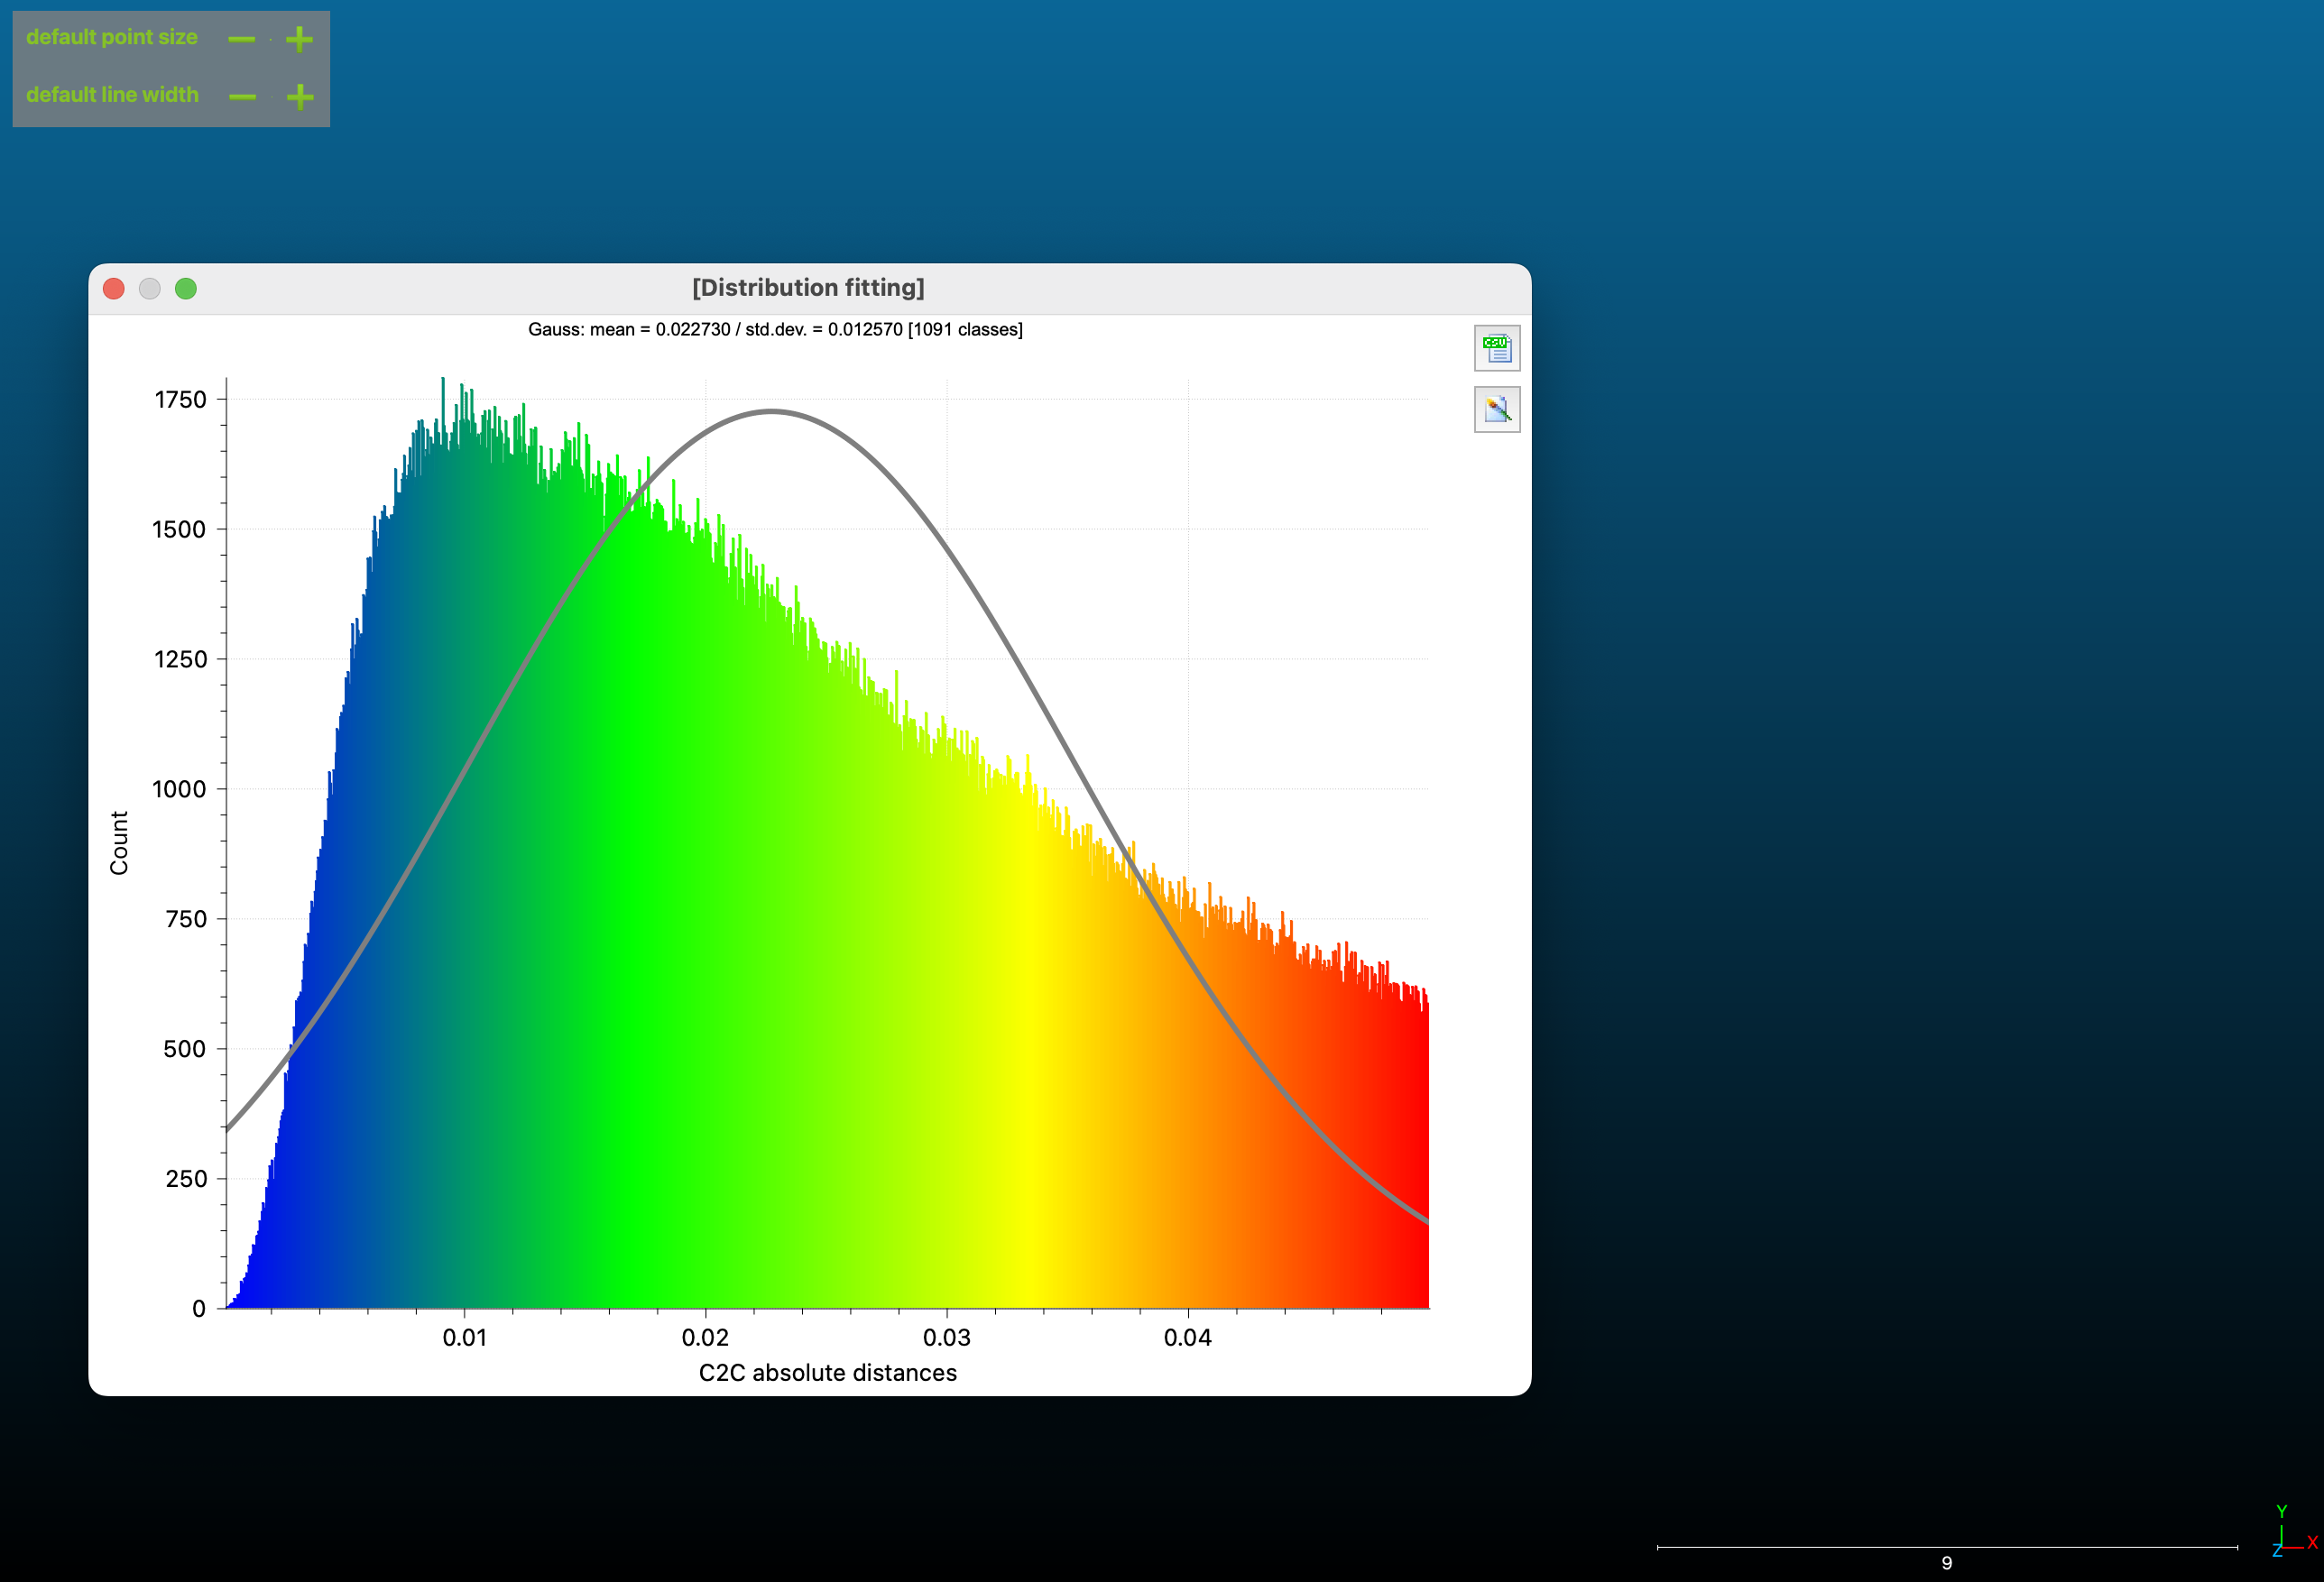 default point size
default line width
[Distribution fitting]
Gauss: mean = 0.022730 / std.dev. = 0.012570 [1091 classes]
CSV
1750
1500
1250
1000
750
500
250
0
Count
0.01 0.02 0.03 0.04
C2C absolute distances
Y
X
Z
9